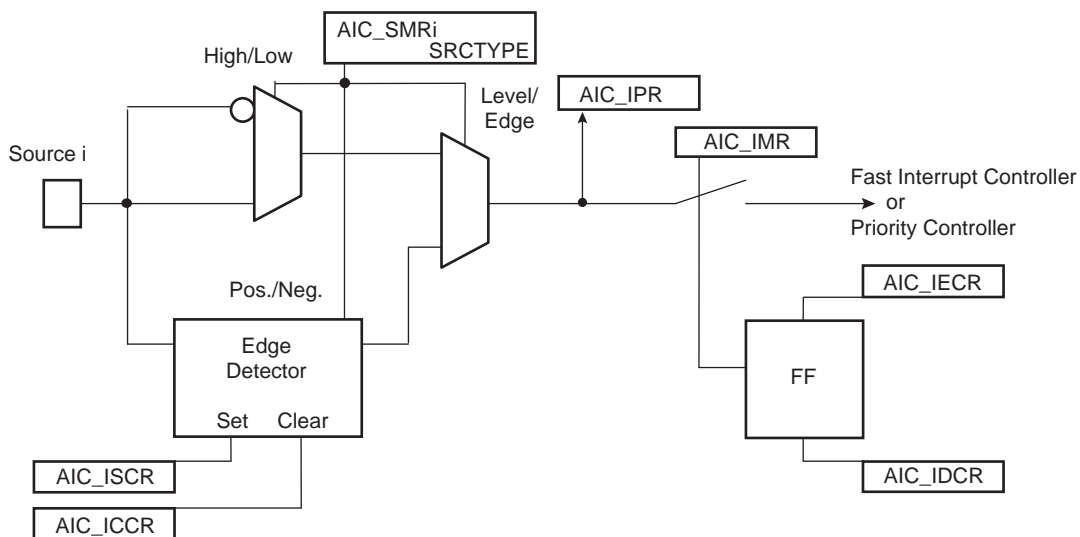 AIC_SMRi
SRCTYPE
High/Low
Level/
Edge
AIC_IPR
AIC_IMR
Source i
Fast Interrupt Controller
or
Priority Controller
Pos./Neg.
AIC_IECR
Edge
Detector
FF
Set Clear
AIC_ISCR
AIC_IDCR
AIC_ICCR